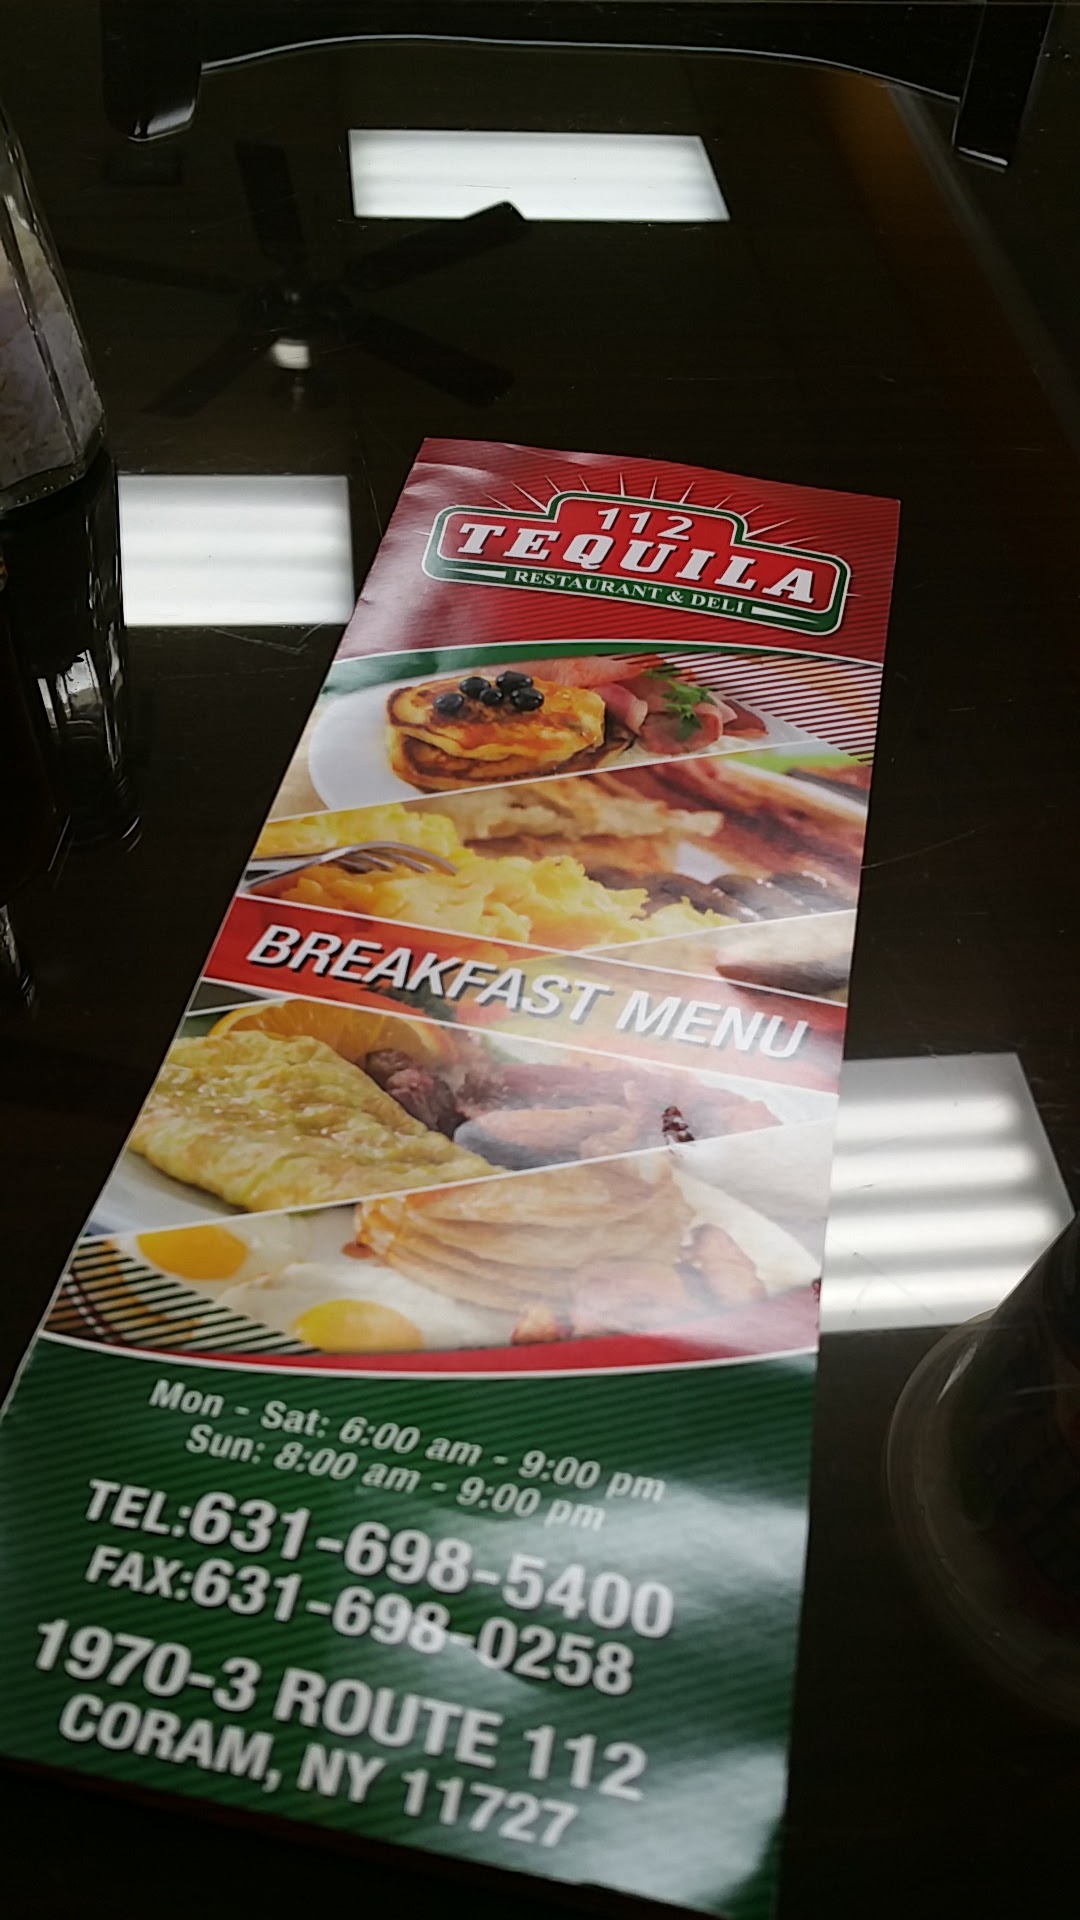 112
TEQUILA
RESTAURANT & DELI
BREAKFAST MENU
Mon - Sat: 6:00 am - 9:00 pm
Sun: 8:00 am - 9:00 pm
TEL:631-698-5400
FAX:631-698-0258
1970-3 ROUTE 112
CORAM, NY 11727